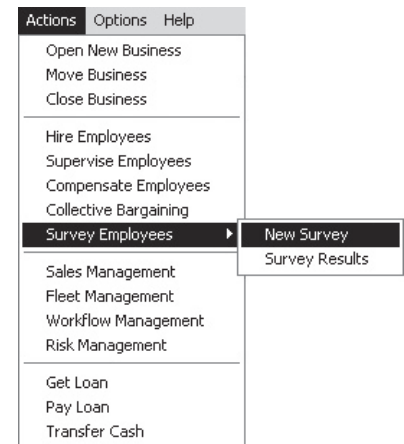 Actions Options Help
Open New Business
Move Business
Close Business
Hire Employees
Supervise Employees
Compensate Employees
Collective Bargaining
Survey Employees
New Survey
Survey Results
Sales Management
Fleet Management
Workflow Management
Risk Management
Get Loan
Pay Loan
Transfer Cash